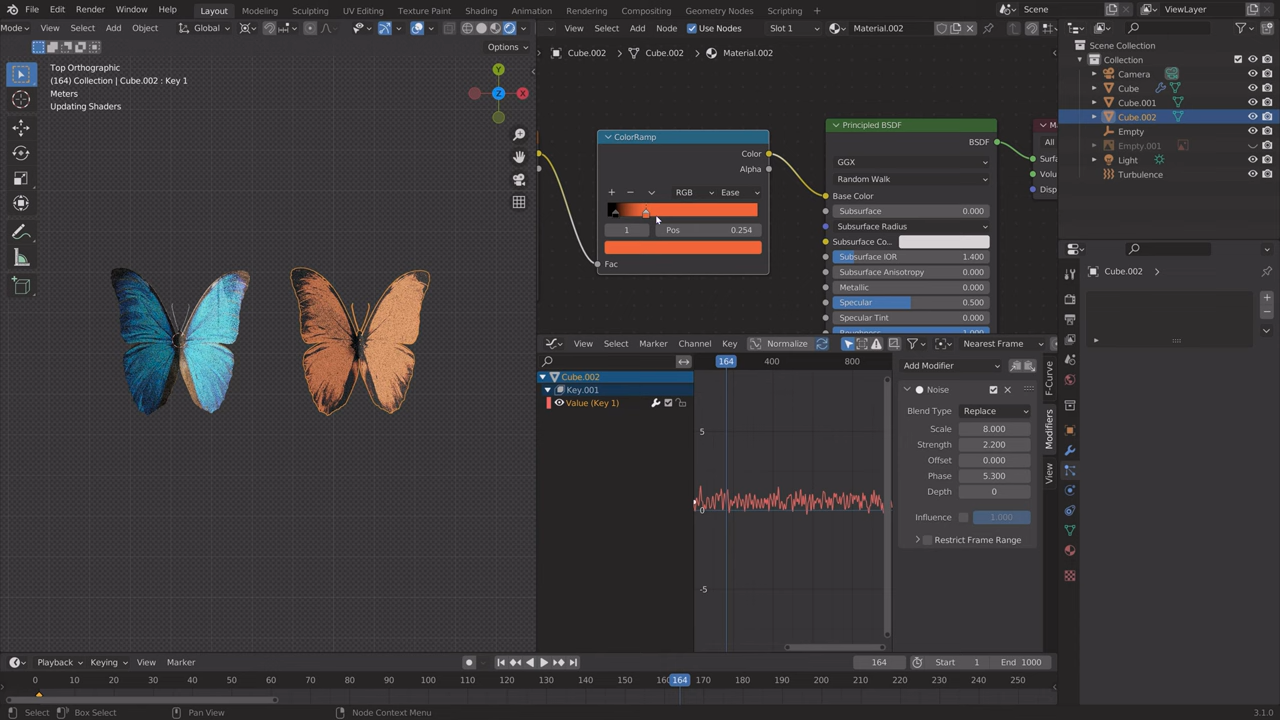 File Edit Render Window Help Layout Modeling Sculpting UV Editing Texture Paint Shading Animation Rendering Compositing Geometry Nodes Scripting Scene ViewLayer
Mode View Select Add Object Global View Select Add Node Use Nodes Slot 1 Material.002
Options
Cube.002 Cube.002 Material.002
Top Orthographic
(164) Collection | Cube.002 : Key 1
Meters
Updating Shaders
Z
Y
X
ColorRamp
Color
Alpha
RGB Ease
1 Pos 0.254
Fac
Principled BSDF
BSDF
GGX
Random Walk
Base Color
Subsurface 0.000
Subsurface Radius
Subsurface Co...
Subsurface IOR 1.400
Subsurface Anisotropy 0.000
Metallic 0.000
Specular 0.500
Specular Tint 0.000
Roughness 1.000
All
Surfa
Volu
Disp
Scene Collection
Collection
Camera
Cube
Cube.001
Cube.002
Empty
Empty.001
Light
Turbulence
Cube.002
View Select Marker Channel Key Normalize Nearest Frame
164 400 800
Cube.002
Key.001
Value (Key 1)
5
0
-5
Add Modifier
Noise
Blend Type Replace
Scale 8.000
Strength 2.200
Offset 0.000
Phase 5.300
Depth 0
Influence 1.000
Restrict Frame Range
F-Curve
Modifiers
View
Playback Keying View Marker 164 Start 1 End 1000
0 10 20 30 40 50 60 70 80 90 100 110 120 130 140 150 160 164 170 180 190 200 210 220 230 240 250
Select Box Select Pan View Node Context Menu 3.1.0